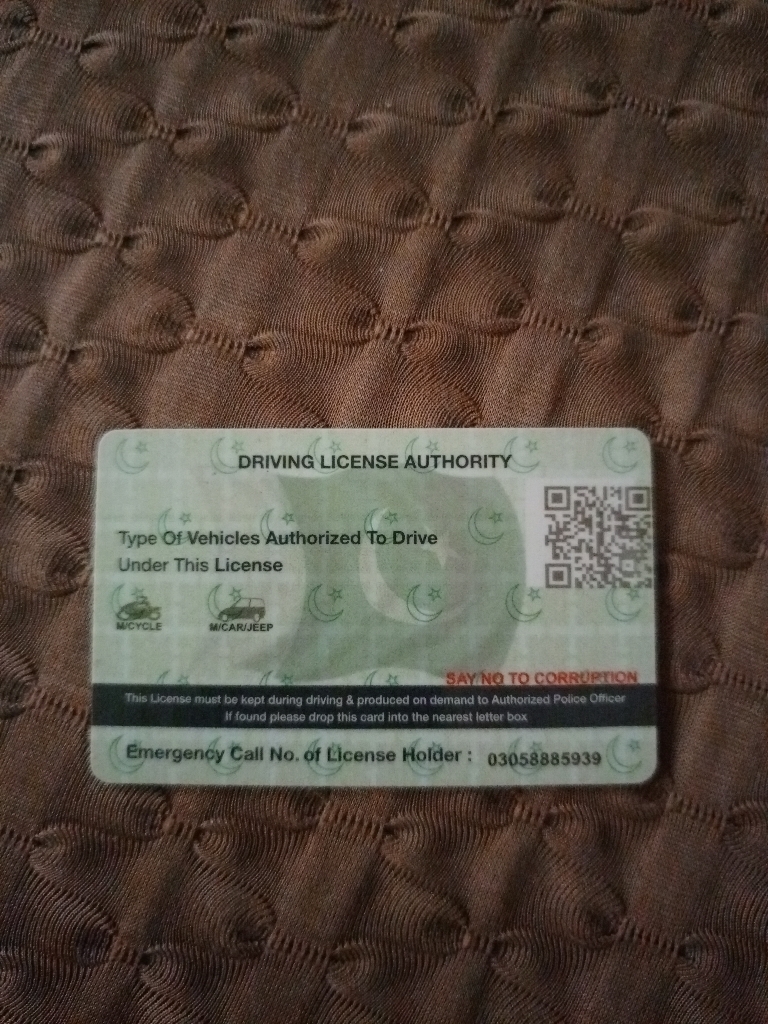 DRIVING LICENSE AUTHORITY
Type Of Vehicles Authorized To Drive
Under This License
M/CYCLE
M/CAR/JEEP
SAY NO TO CORRUPTION
This License must be kept during driving & produced on demand to Authorized Police Officer
If found please drop this card into the nearest letter box
Emergency Call No. of License Holder : 03058885939